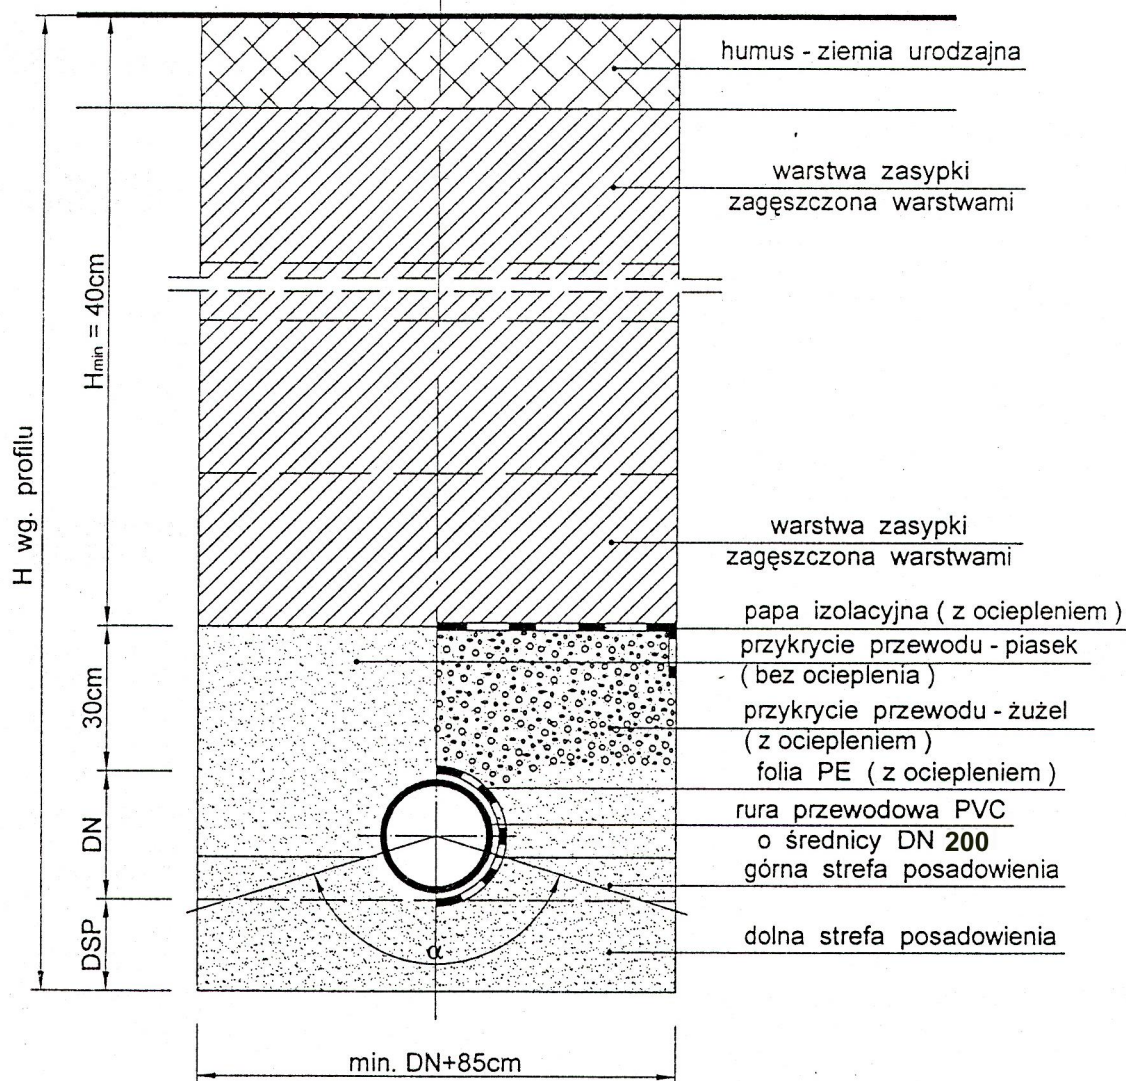 humus - ziemia urodzajna
warstwa zasypki
zagęszczona warstwami
Hmin = 40cm
H wg. profilu
warstwa zasypki
zagęszczona warstwami
papa izolacyjna ( z ociepleniem )
przykrycie przewodu - piasek
( bez ocieplenia )
30cm
przykrycie przewodu - żużel
( z ociepleniem )
folia PE ( z ociepleniem )
rura przewodowa PVC
o średnicy DN 200
DN
górna strefa posadowienia
DSP
α
dolna strefa posadowienia
min. DN+85cm